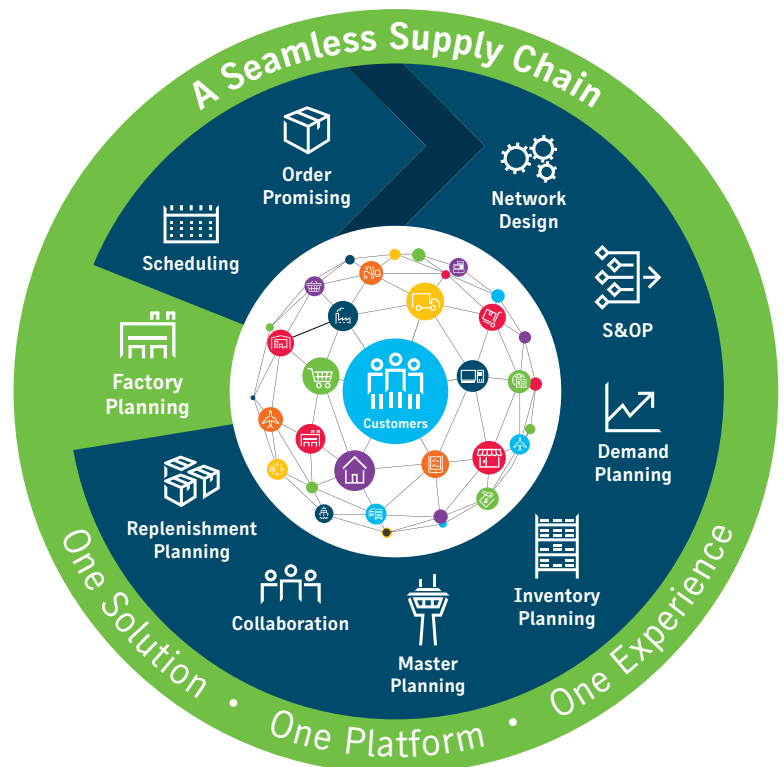 A Seamless Supply Chain
Order
Promising
Network
Design
Scheduling
S&OP
Factory
Planning
Customers
Demand
Planning
Replenishment
Planning
Inventory
Planning
Collaboration
Master
Planning
One Solution • One Platform • One Experience